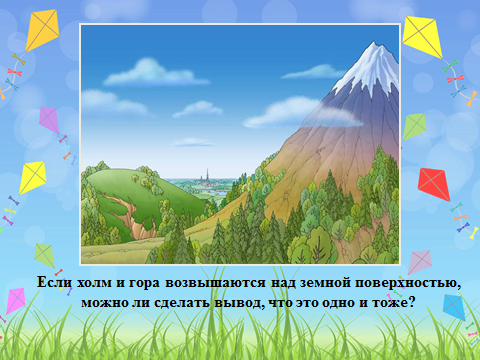 Если холм и гора возвышаются над земной поверхностью,
можно ли сделать вывод, что это одно и тоже?